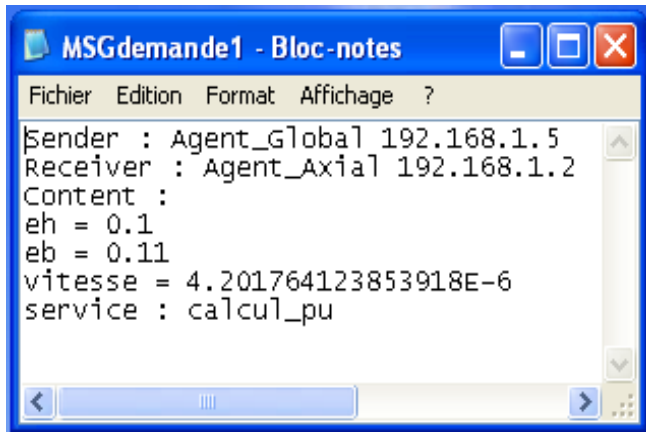 MSGdemande1 - Bloc-notes
Fichier Edition Format Affichage ?
Sender : Agent_Global 192.168.1.5
Receiver : Agent_Axial 192.168.1.2
Content :
eh = 0.1
eb = 0.11
vitesse = 4.201764123853918E-6
service : calcul_pu